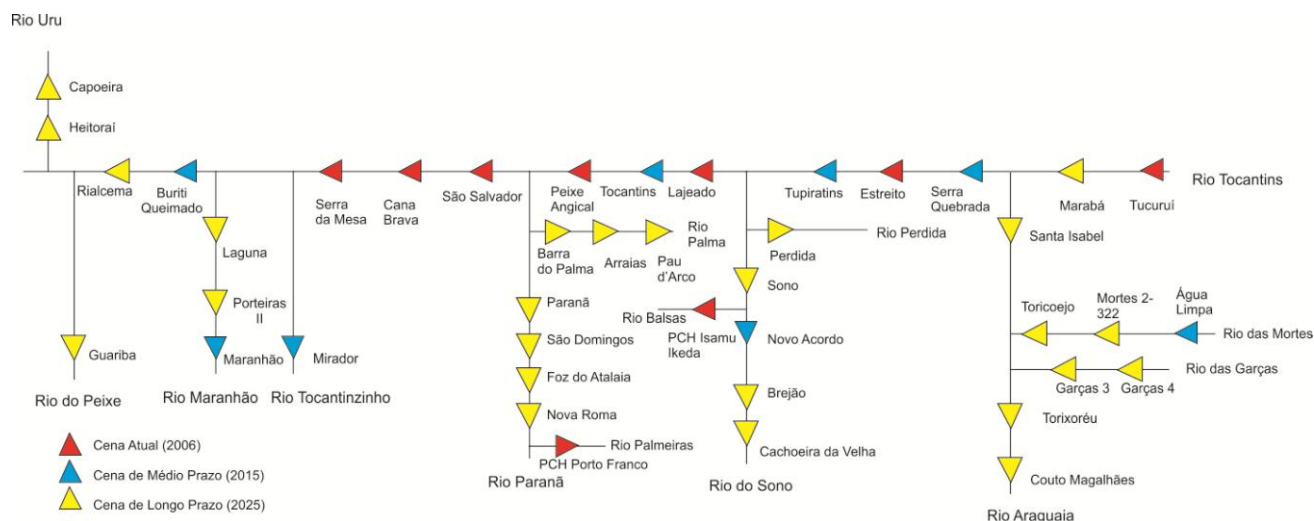 Rio Uru
Capoeira
Heitoraí
Rialcema
Buriti
Queimado
Serra
da Mesa
Cana
Brava
São Salvador
Peixe
Angical
Tocantins
Lajeado
Tupiratins
Estreito
Serra
Quebrada
Marabá
Tucuruí
Rio Tocantins
Laguna
Porteiras
II
Maranhão
Mirador
Guariba
Rio do Peixe
Rio Maranhão
Rio Tocantinzinho
Barra
do Palma
Arraias
Pau
d'Arco
Rio
Palma
Paranã
São Domingos
Foz do Atalaia
Nova Roma
Rio Palmeiras
PCH Porto Franco
Rio Paranã
Perdida
Rio Perdida
Sono
Rio Balsas
PCH Isamu
Ikeda
Novo Acordo
Brejão
Cachoeira da Velha
Rio do Sono
Santa Isabel
Toricoejo
Mortes 2-
322
Água
Limpa
Rio das Mortes
Rio das Garças
Garças 3
Garças 4
Torixoréu
Couto Magalhães
Rio Araguaia
Cena Atual (2006)
Cena de Médio Prazo (2015)
Cena de Longo Prazo (2025)